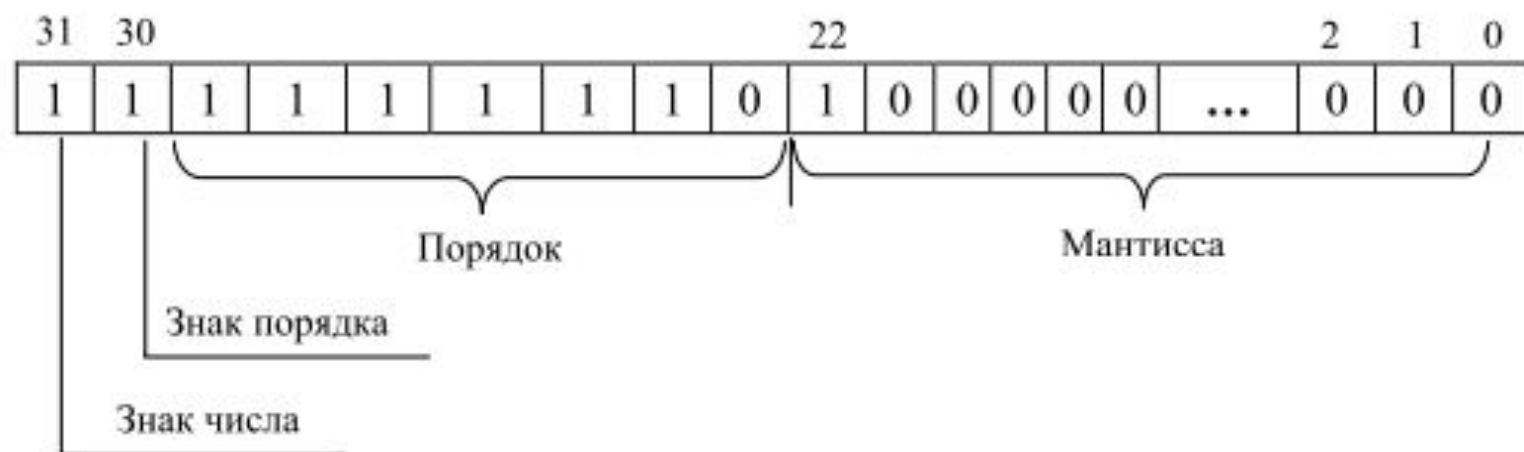 31 30 22 2 1 0
1 1 1 1 1 1 1 1 0 1 0 0 0 0 0 ... 0 0 0
Порядок Мантисса
Знак порядка
Знак числа